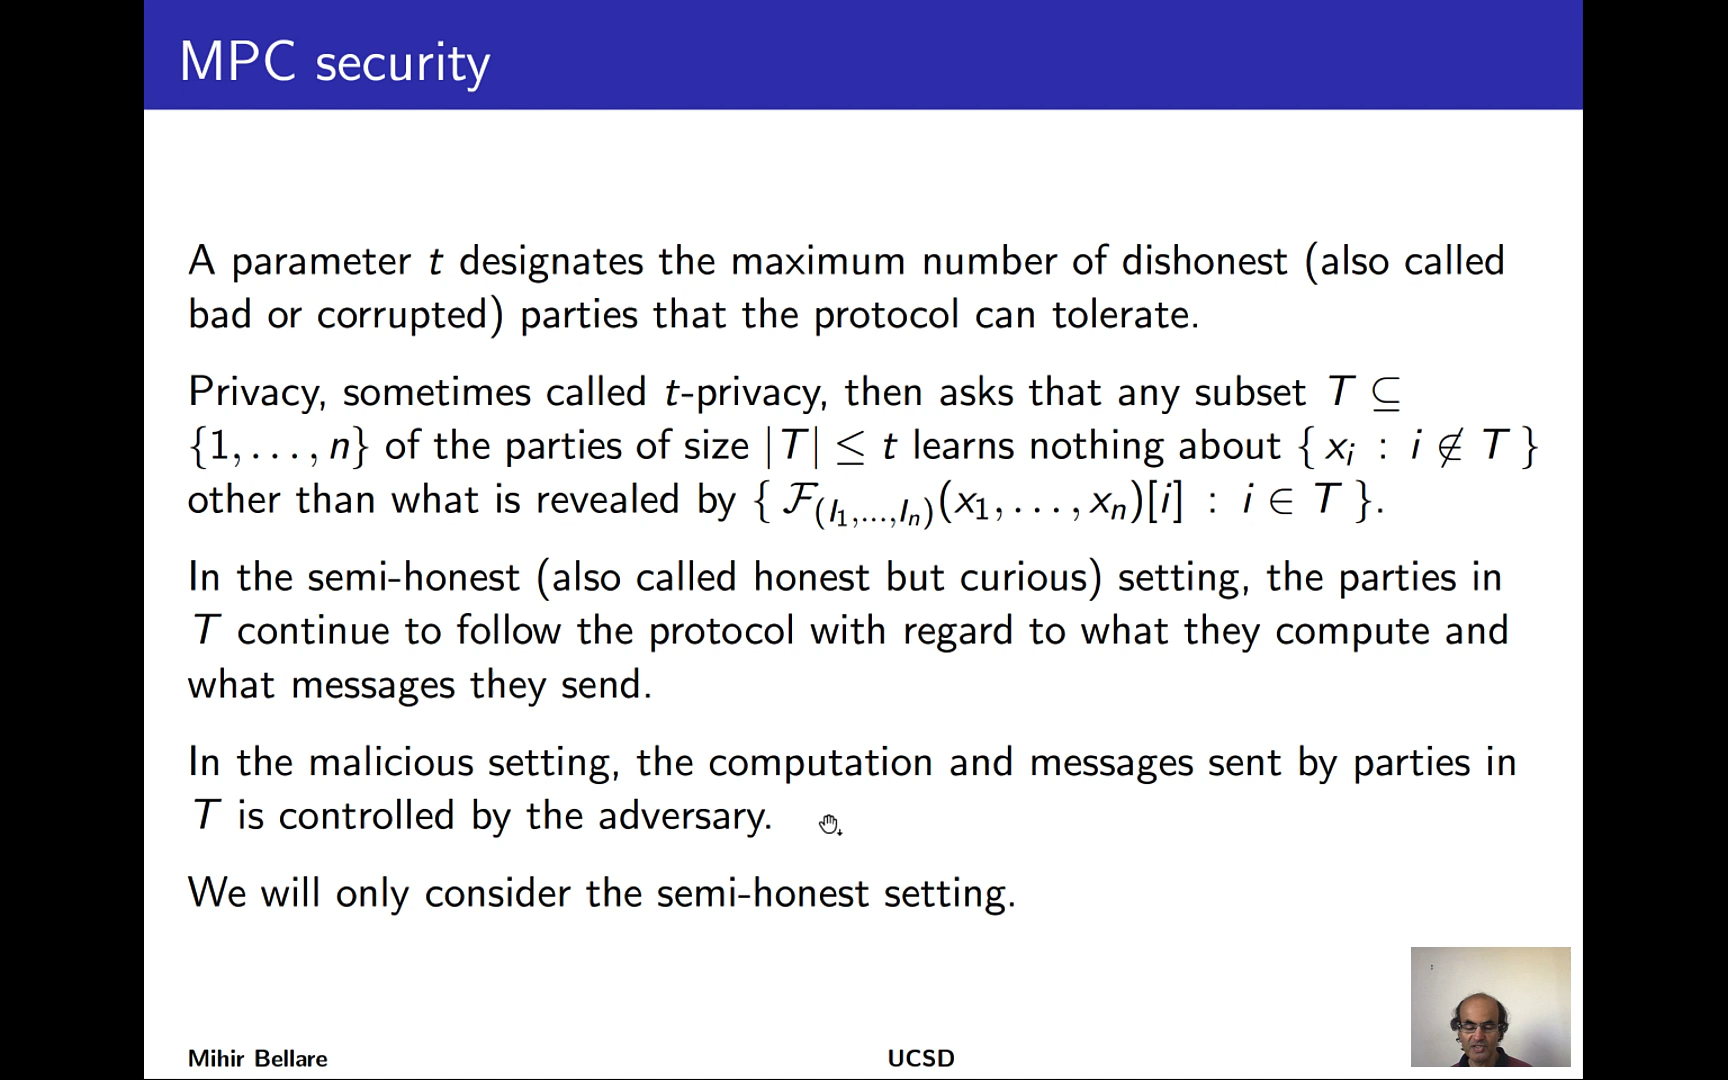 MPC security
A parameter t designates the maximum number of dishonest (also called
bad or corrupted) parties that the protocol can tolerate.
Privacy, sometimes called t-privacy, then asks that any subset T ⊆
{1, . . . , n} of the parties of size |T| ≤ t learns nothing about { xᵢ : i ∉ T }
other than what is revealed by { ℱ_(I₁,...,Iₙ)(x₁, . . . , xₙ)[i] : i ∈ T }.
In the semi-honest (also called honest but curious) setting, the parties in
T continue to follow the protocol with regard to what they compute and
what messages they send.
In the malicious setting, the computation and messages sent by parties in
T is controlled by the adversary.
We will only consider the semi-honest setting.
Mihir Bellare UCSD